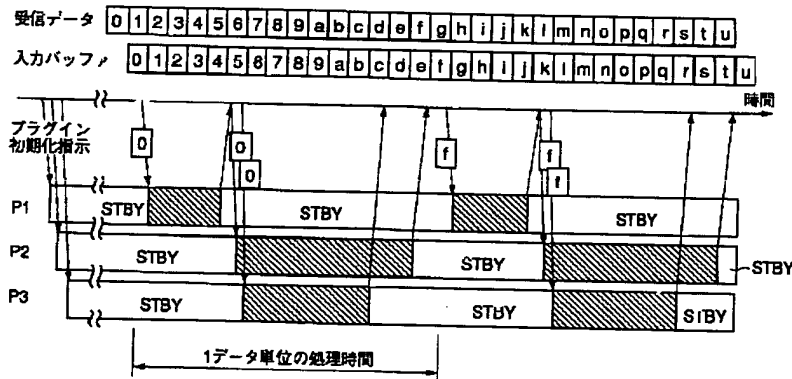 受信データ 0 1 2 3 4 5 6 7 8 9 a b c d e f g h i j k l m n o p q r s t u
入力バッファ 0 1 2 3 4 5 6 7 8 9 a b c d e f g h i j k l m n o p q r s t u
時間
プラグイン
初期化指示
0 0 f f
0 f
P1 STBY STBY STBY
P2 STBY STBY STBY
P3 STBY STBY STBY
1データ単位の処理時間